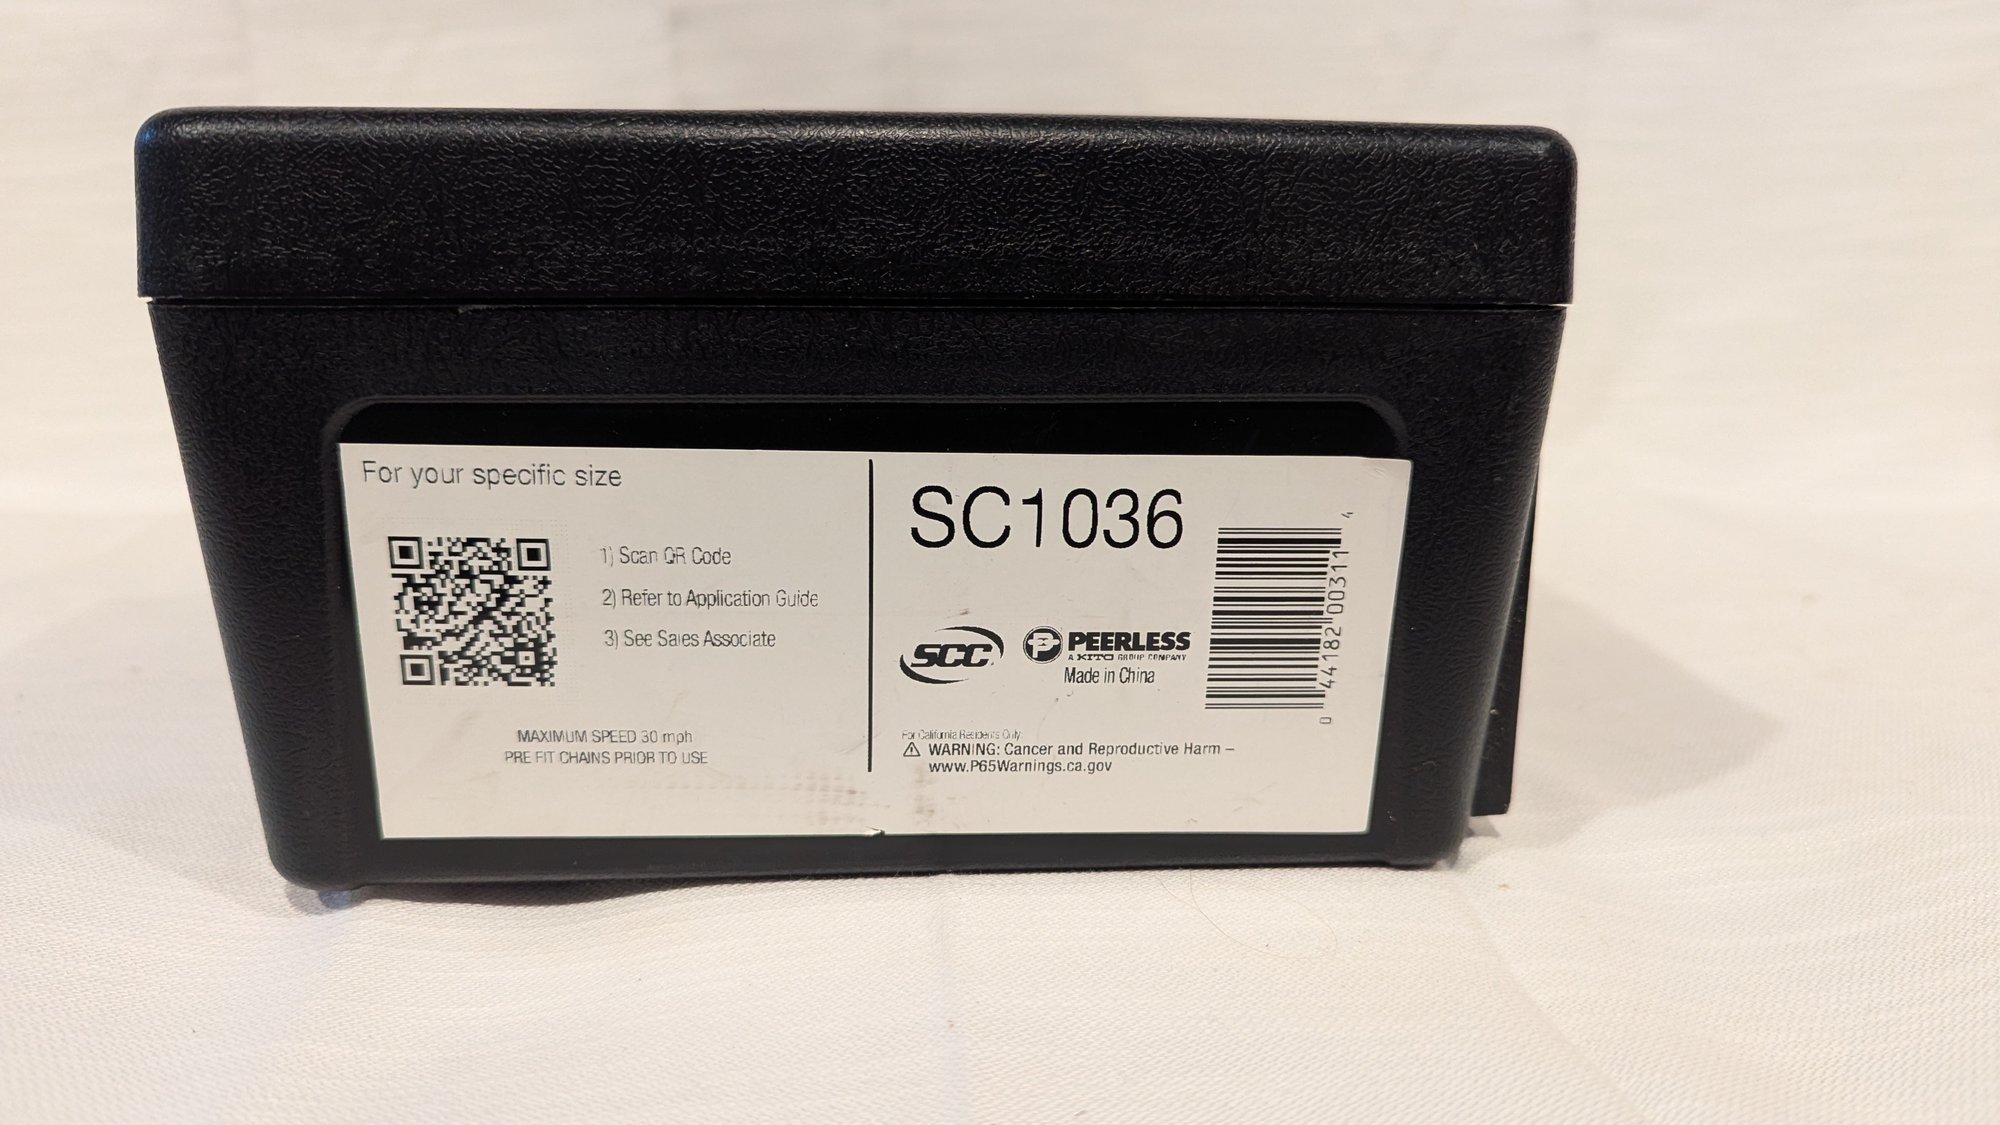 For your specific size
1) Scan QR Code
2) Refer to Application Guide
3) See Sales Associate
MAXIMUM SPEED 30 mph
PRE FIT CHAINS PRIOR TO USE
SC1036
SCC
PEERLESS
A KITO GROUP COMPANY
Made in China
0 44182 00311 4
For California Residents Only:
WARNING: Cancer and Reproductive Harm –
www.P65Warnings.ca.gov